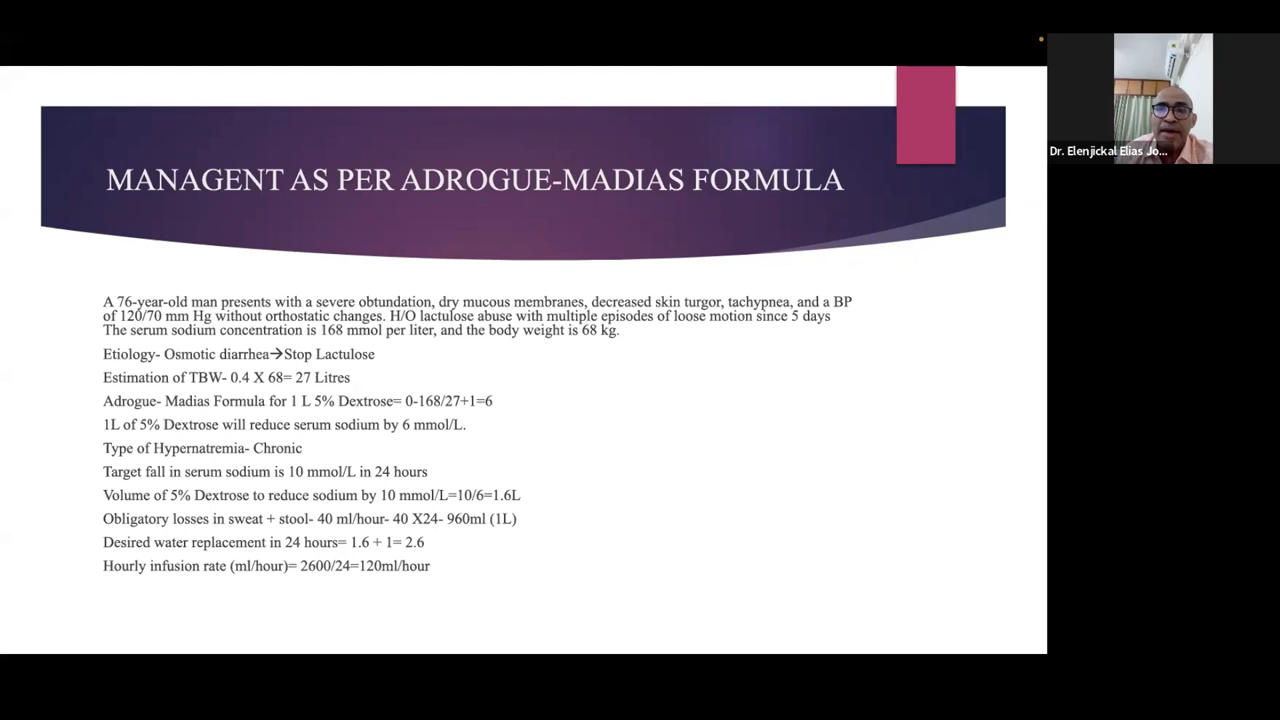 MANAGENT AS PER ADROGUE-MADIAS FORMULA
A 76-year-old man presents with a severe obtundation, dry mucous membranes, decreased skin turgor, tachypnea, and a BP
of 120/70 mm Hg without orthostatic changes. H/O lactulose abuse with multiple episodes of loose motion since 5 days
The serum sodium concentration is 168 mmol per liter, and the body weight is 68 kg.
Etiology- Osmotic diarrhea→Stop Lactulose
Estimation of TBW- 0.4 X 68= 27 Litres
Adrogue- Madias Formula for 1 L 5% Dextrose= 0-168/27+1=6
1L of 5% Dextrose will reduce serum sodium by 6 mmol/L.
Type of Hypernatremia- Chronic
Target fall in serum sodium is 10 mmol/L in 24 hours
Volume of 5% Dextrose to reduce sodium by 10 mmol/L=10/6=1.6L
Obligatory losses in sweat + stool- 40 ml/hour- 40 X24- 960ml (1L)
Desired water replacement in 24 hours= 1.6 + 1= 2.6
Hourly infusion rate (ml/hour)= 2600/24=120ml/hour
Dr. Elenjickal Elias Jo...